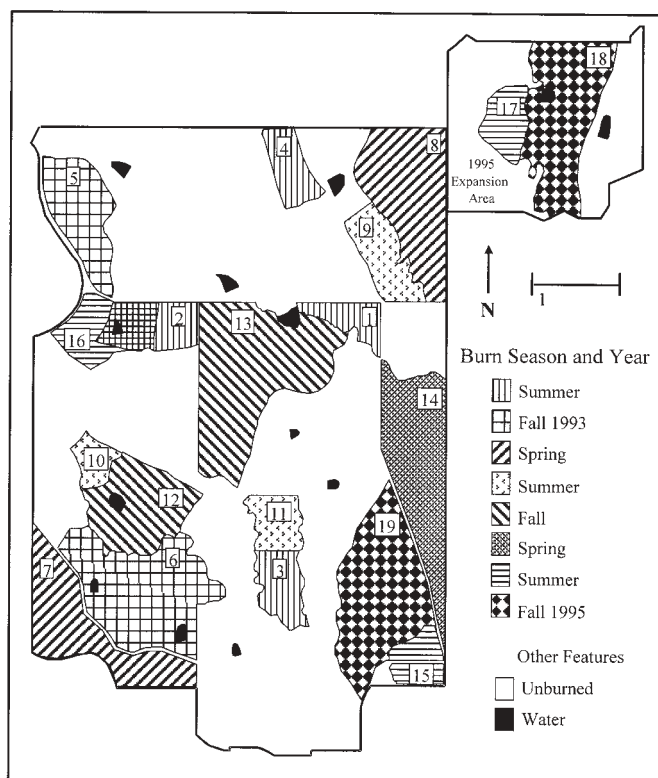 18
17
1995
Expansion
Area
4
8
5
9
N
1
2
13
1
16
14
10
12
11
19
6
7
3
15
Burn Season and Year
Summer
Fall 1993
Spring
Summer
Fall
Spring
Summer
Fall 1995
Other Features
Unburned
Water